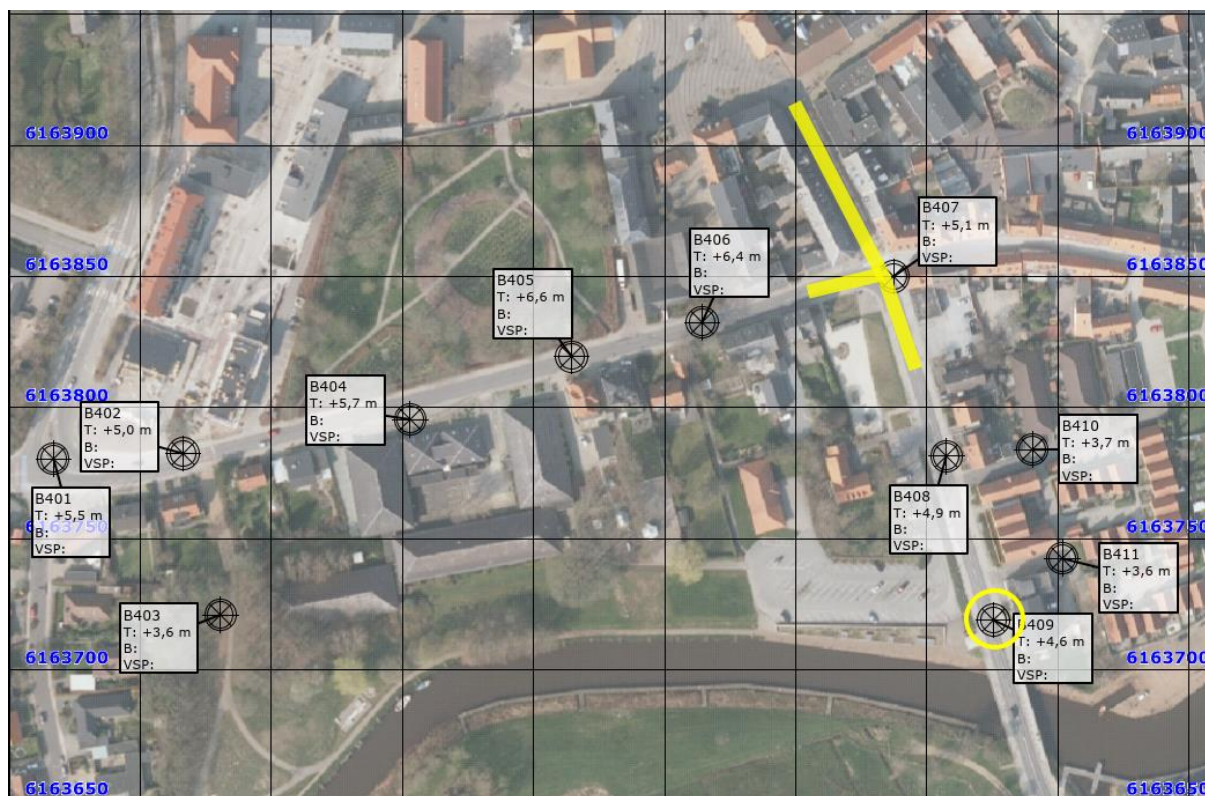 6163900
6163900
B407
T: +5,1 m
B:
VSP:
B406
T: +6,4 m
B:
VSP:
6163850
6163850
B405
T: +6,6 m
B:
VSP:
B404
T: +5,7 m
B:
VSP:
6163800
6163800
B402
T: +5,0 m
B:
VSP:
B410
T: +3,7 m
B:
VSP:
B401
T: +5,5 m
B:
VSP:
6163750
B408
T: +4,9 m
B:
VSP:
6163750
B411
T: +3,6 m
B:
VSP:
B403
T: +3,6 m
B:
VSP:
B409
T: +4,6 m
B:
VSP:
6163700
6163700
6163650
6163650